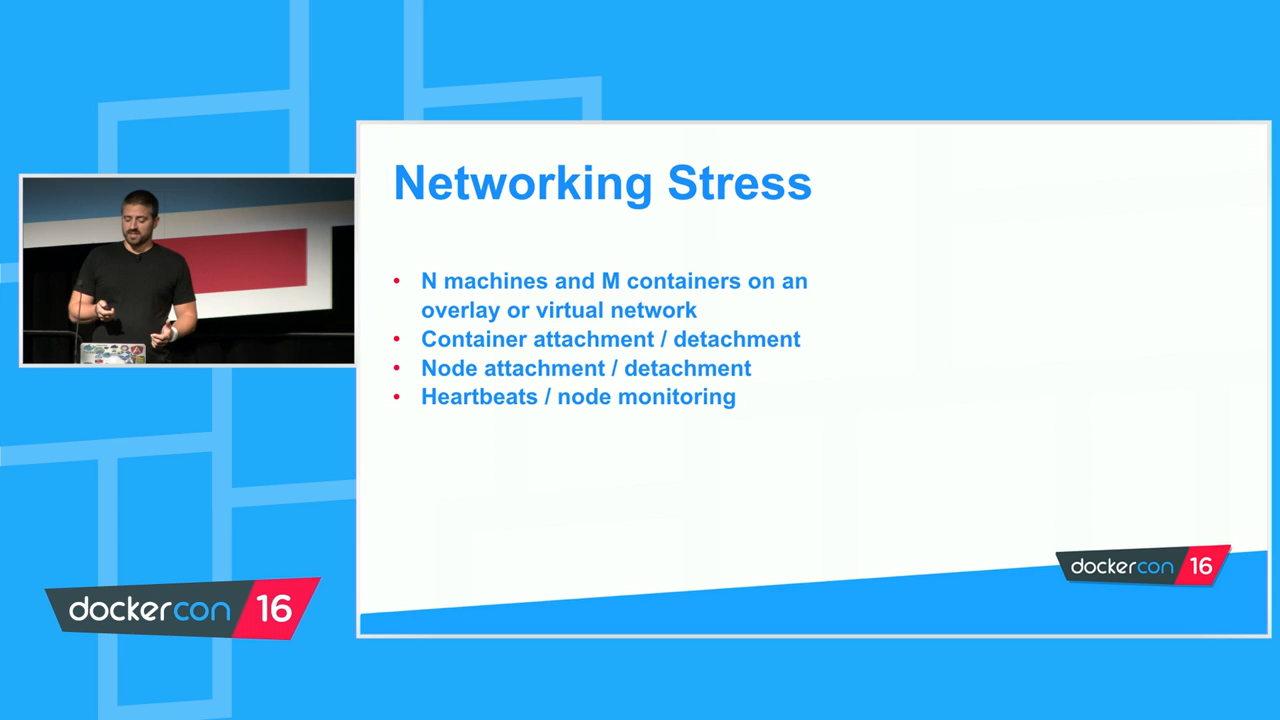 Networking Stress
• N machines and M containers on an
overlay or virtual network
• Container attachment / detachment
• Node attachment / detachment
• Heartbeats / node monitoring
dockercon 16
dockercon 16